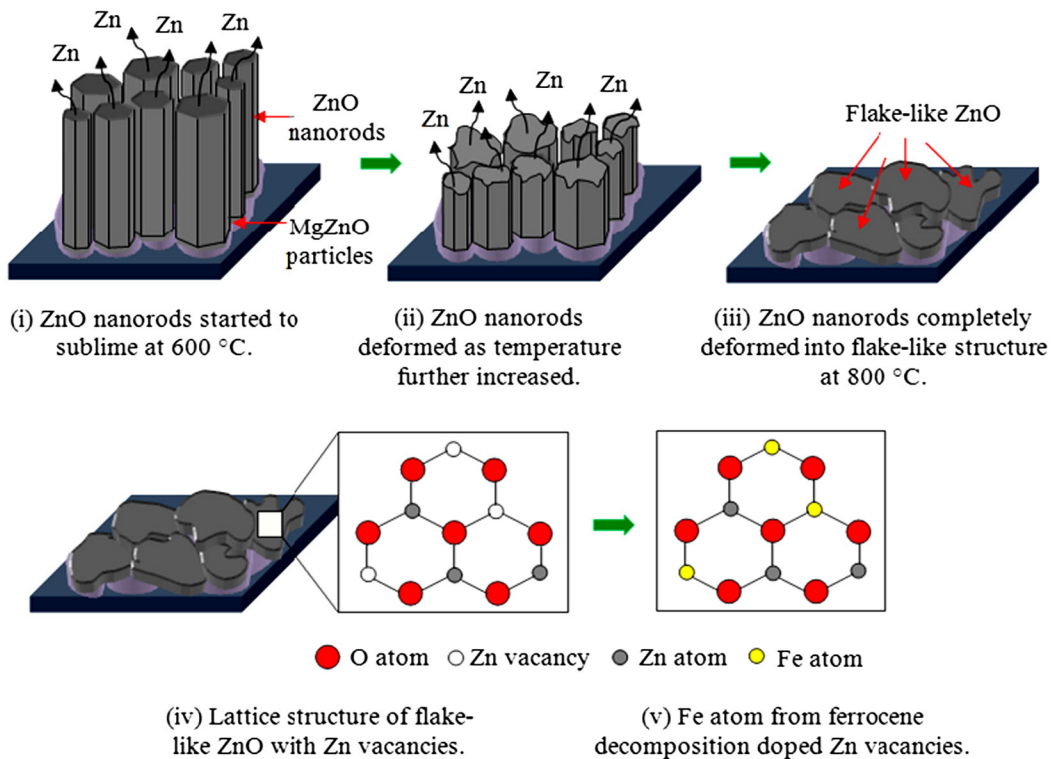 Zn Zn Zn
Zn Zn
ZnO
nanorods
MgZnO
particles
Zn Zn
Zn
Zn Zn
Flake-like ZnO
(i) ZnO nanorods started to
sublime at 600 °C.
(ii) ZnO nanorods
deformed as temperature
further increased.
(iii) ZnO nanorods completely
deformed into flake-like structure
at 800 °C.
O atom Zn vacancy Zn atom Fe atom
(iv) Lattice structure of flake-
like ZnO with Zn vacancies.
(v) Fe atom from ferrocene
decomposition doped Zn vacancies.